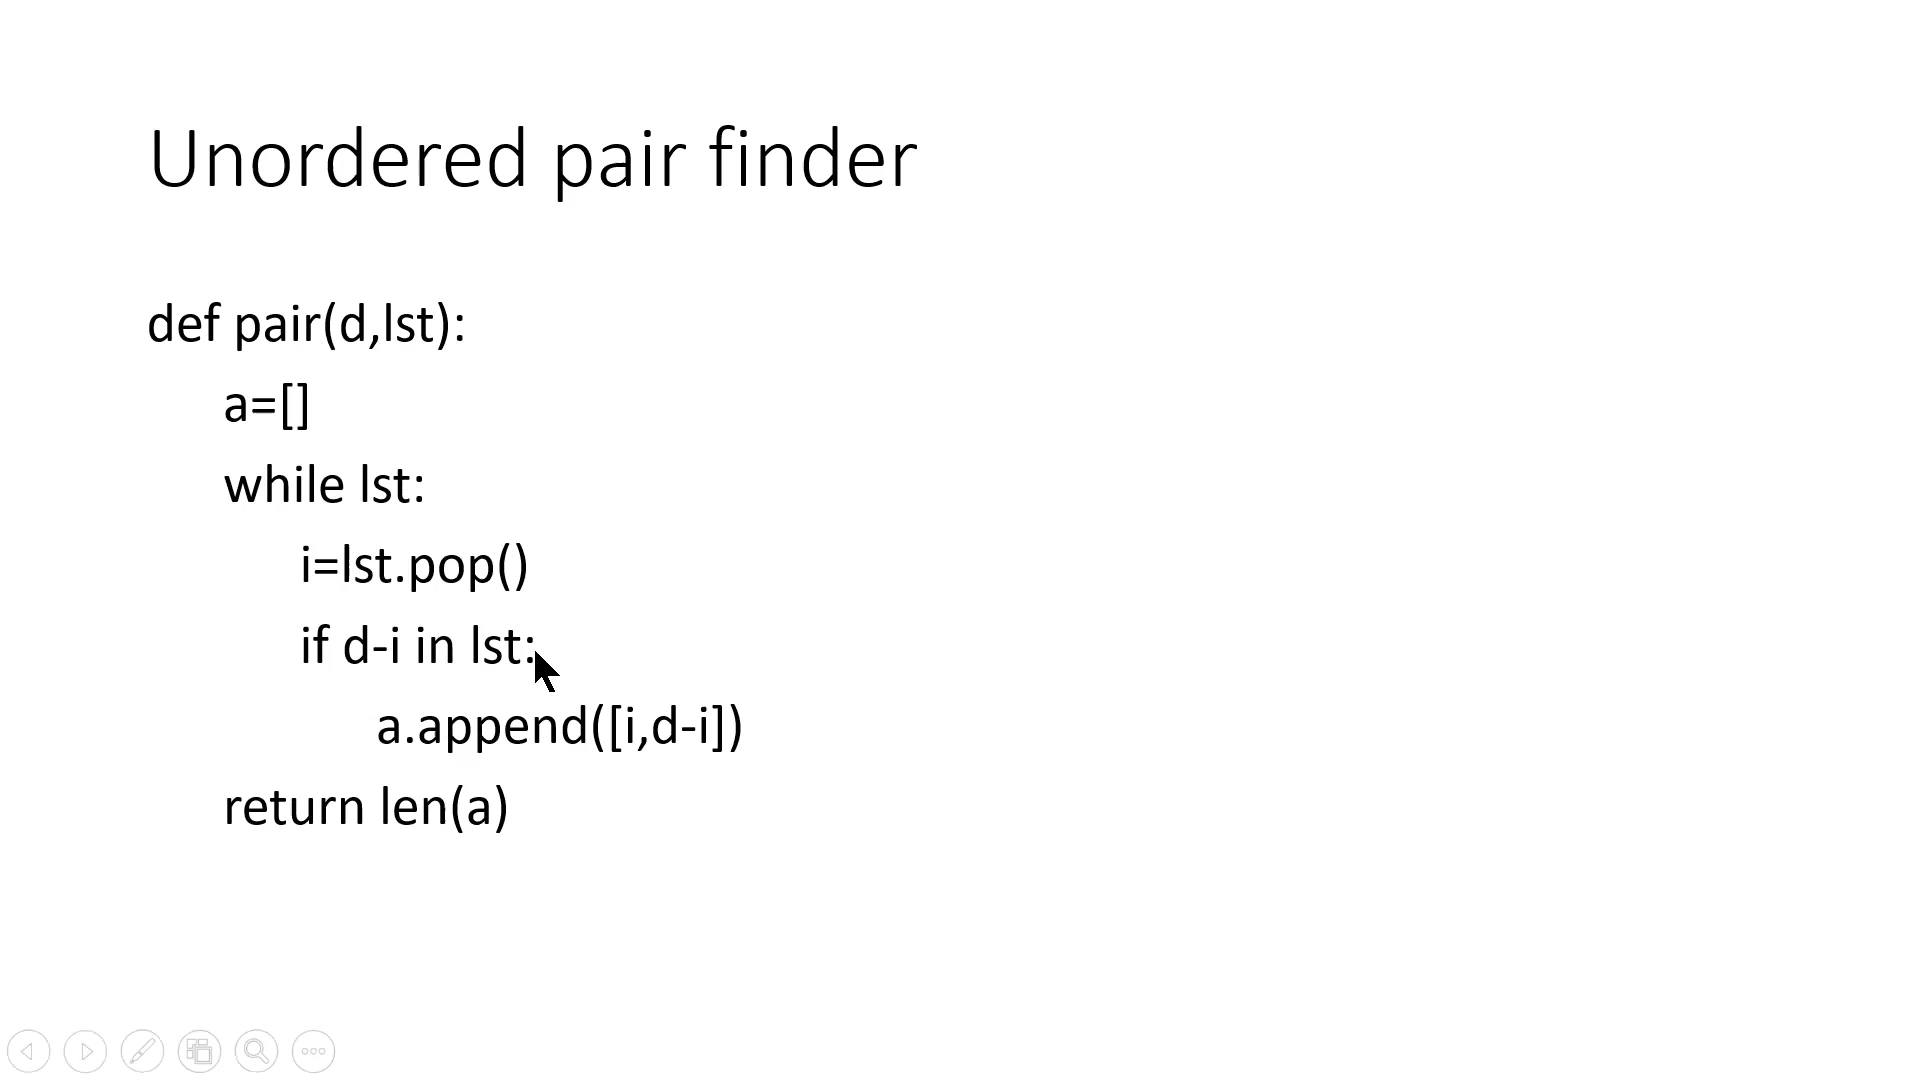 Unordered pair finder
def pair(d,lst):
a=[]
while lst:
i=lst.pop()
if d-i in lst:
a.append([i,d-i])
return len(a)